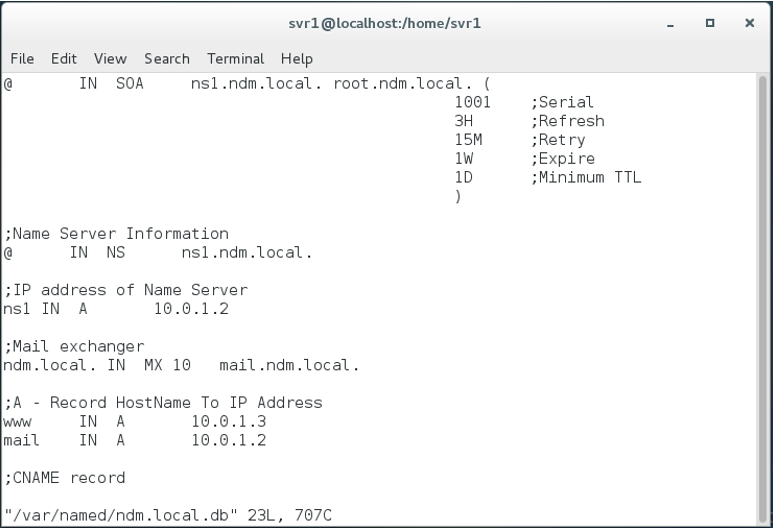 svr1@localhost:/home/svr1
File Edit View Search Terminal Help
@ IN SOA ns1.ndm.local. root.ndm.local. (
1001 ;Serial
3H ;Refresh
15M ;Retry
1W ;Expire
1D ;Minimum TTL
)
;Name Server Information
@ IN NS ns1.ndm.local.
;IP address of Name Server
ns1 IN A 10.0.1.2
;Mail exchanger
ndm.local. IN MX 10 mail.ndm.local.
;A - Record HostName To IP Address
www IN A 10.0.1.3
mail IN A 10.0.1.2
;CNAME record
"/var/named/ndm.local.db" 23L, 707C